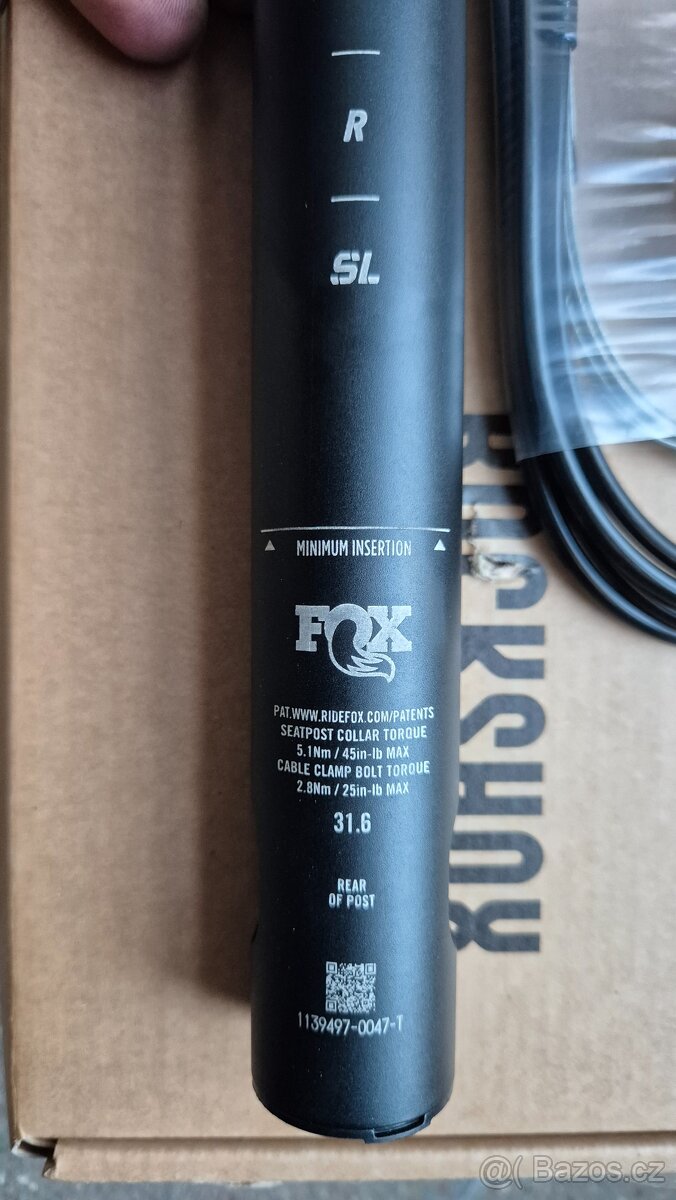 R
SL
MINIMUM INSERTION
FOX
PAT.WWW.RIDEFOX.COM/PATENTS
SEATPOST COLLAR TORQUE
5.1Nm / 45in-lb MAX
CABLE CLAMP BOLT TORQUE
2.8Nm / 25in-lb MAX
31.6
REAR
OF POST
1139497-0047-T
ROCKSHOX
@ Bazoš.cz